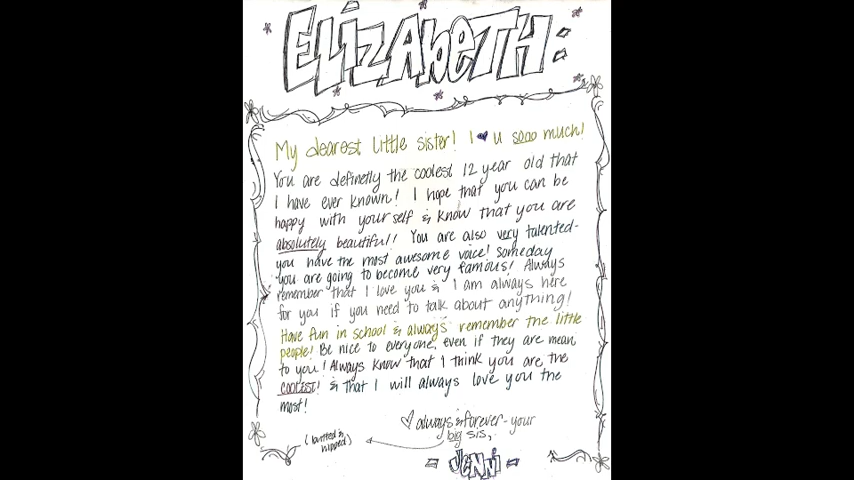 ELIZAbETH:
My dearest little sister! I ♥ u sooo much!
You are definetly the coolest 12 year old that
I have ever known! I hope that you can be
happy with yourself & know that you are
absolutely beautiful! You are also very talented-
you have the most awesome voice! Someday
you are going to become very famous! Always
remember that I love you & I am always here
for you if you need to talk about anything!
Have fun in school & always remember the little
people! Be nice to everyone, even if they are mean
to you! Always know that I think you are the
coolest! & that I will always love you the
most!
♥ always & forever - your
big sis,
JENNi